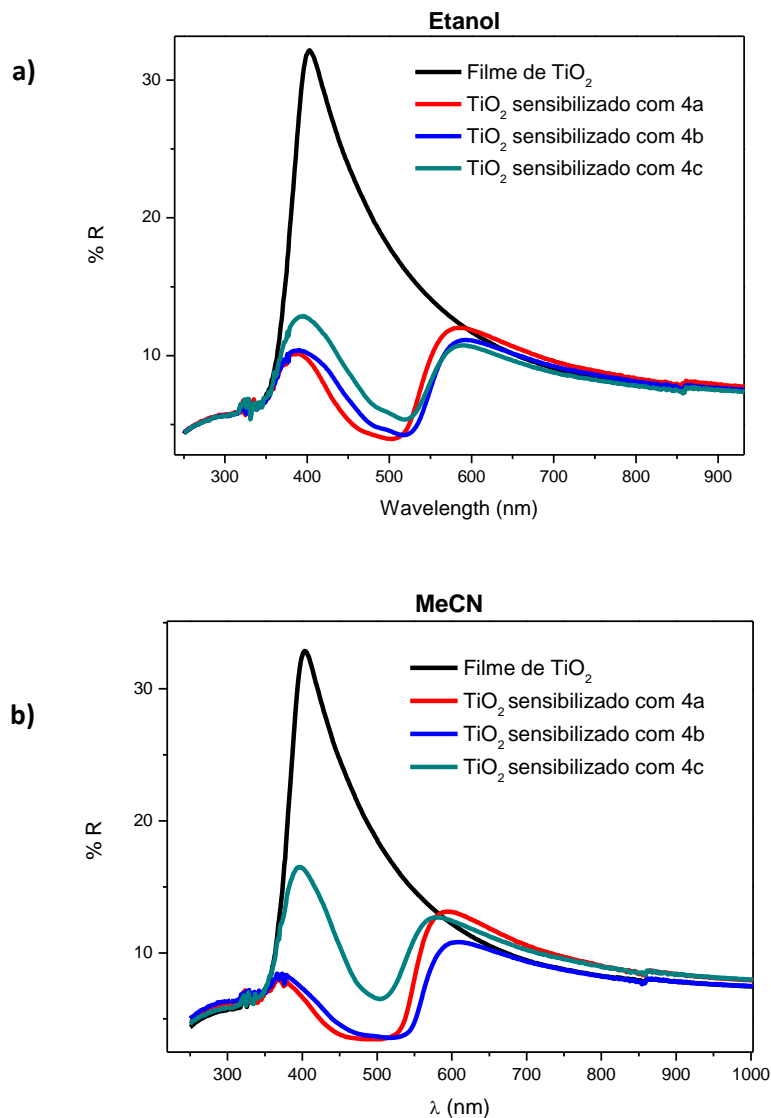 Etanol
a)
Filme de TiO2
TiO2 sensibilizado com 4a
TiO2 sensibilizado com 4b
TiO2 sensibilizado com 4c
30
20
10
% R
300 400 500 600 700 800 900
Wavelength (nm)
MeCN
b)
Filme de TiO2
TiO2 sensibilizado com 4a
TiO2 sensibilizado com 4b
TiO2 sensibilizado com 4c
30
20
10
% R
300 400 500 600 700 800 900 1000
λ (nm)